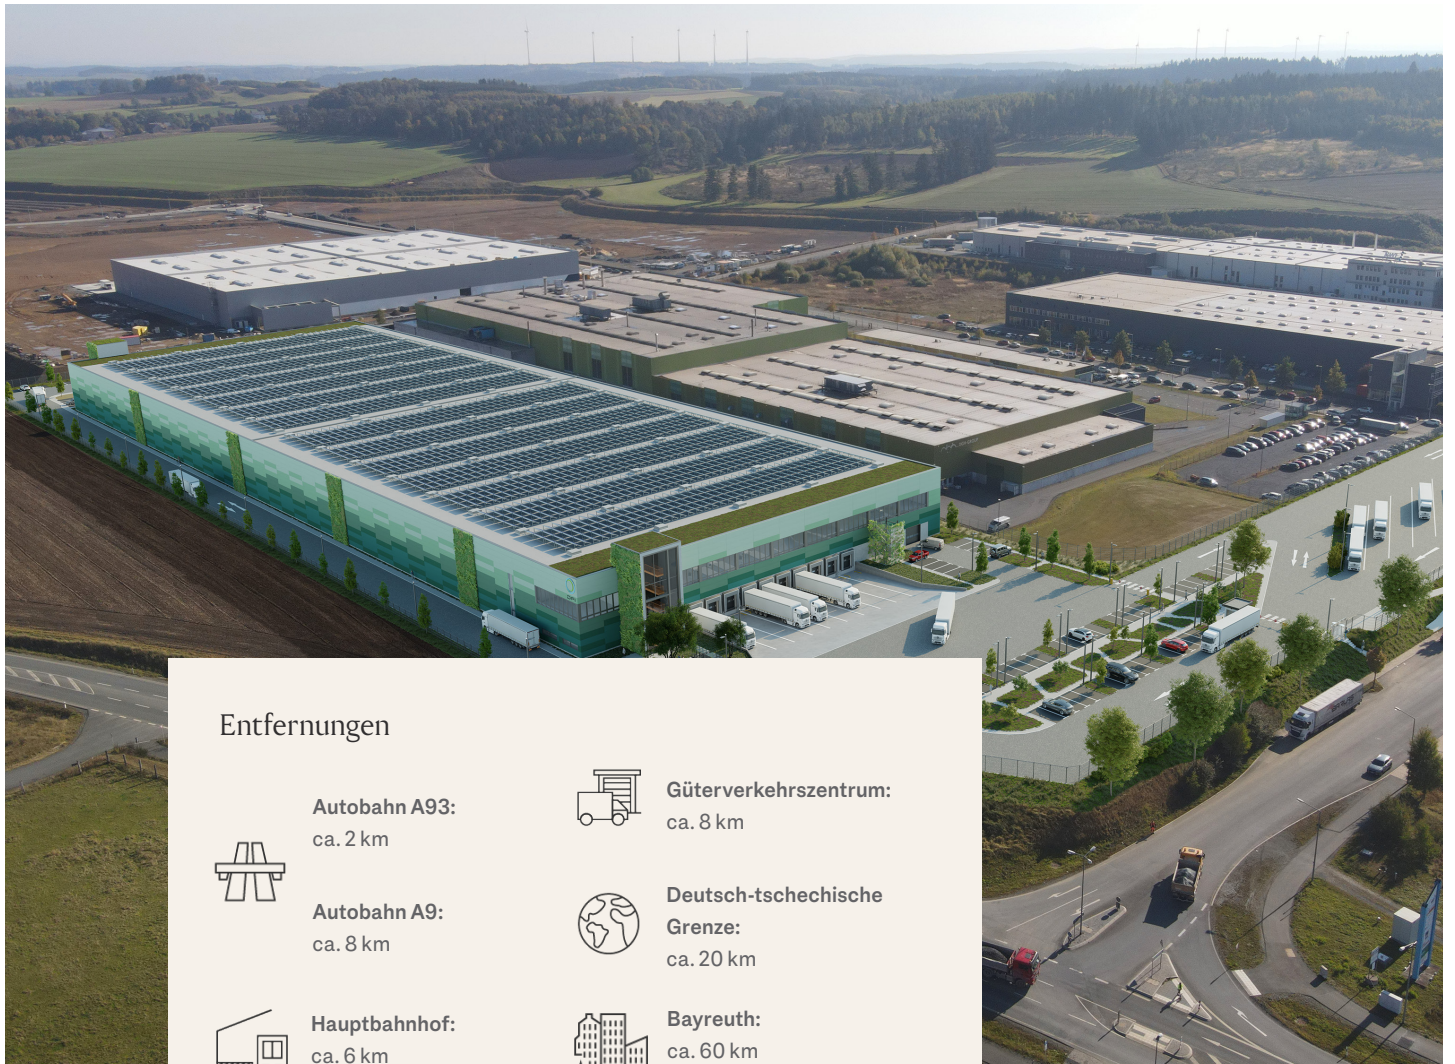 Entfernungen
Autobahn A93:
ca. 2 km
Autobahn A9:
ca. 8 km
Hauptbahnhof:
ca. 6 km
Güterverkehrszentrum:
ca. 8 km
Deutsch-tschechische
Grenze:
ca. 20 km
Bayreuth:
ca. 60 km